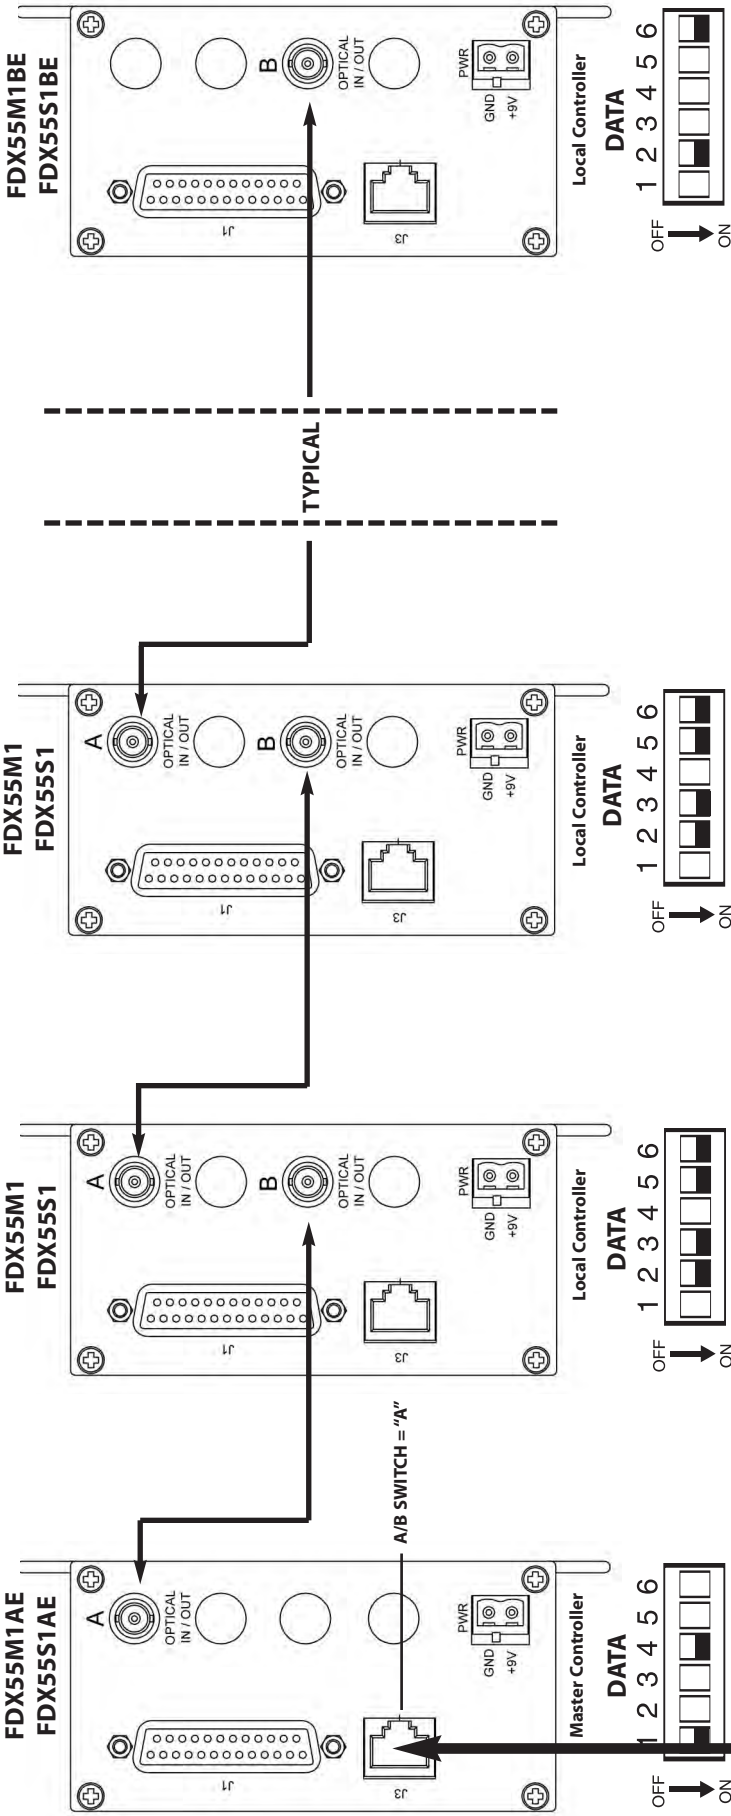 FDX55M1AE
FDX55S1AE
A
OPTICAL
IN / OUT
PWR
GND
+9V
J1
J3
A/B SWITCH = “A”
Master Controller
DATA
1 2 3 4 5 6
OFF
ON
FDX55M1
FDX55S1
A
OPTICAL
IN / OUT
B
OPTICAL
IN / OUT
PWR
GND
+9V
J1
J3
Local Controller
DATA
1 2 3 4 5 6
OFF
ON
FDX55M1
FDX55S1
A
OPTICAL
IN / OUT
B
OPTICAL
IN / OUT
PWR
GND
+9V
J1
J3
Local Controller
DATA
1 2 3 4 5 6
OFF
ON
TYPICAL
FDX55M1BE
FDX55S1BE
B
OPTICAL
IN / OUT
PWR
GND
+9V
J1
J3
Local Controller
DATA
1 2 3 4 5 6
OFF
ON